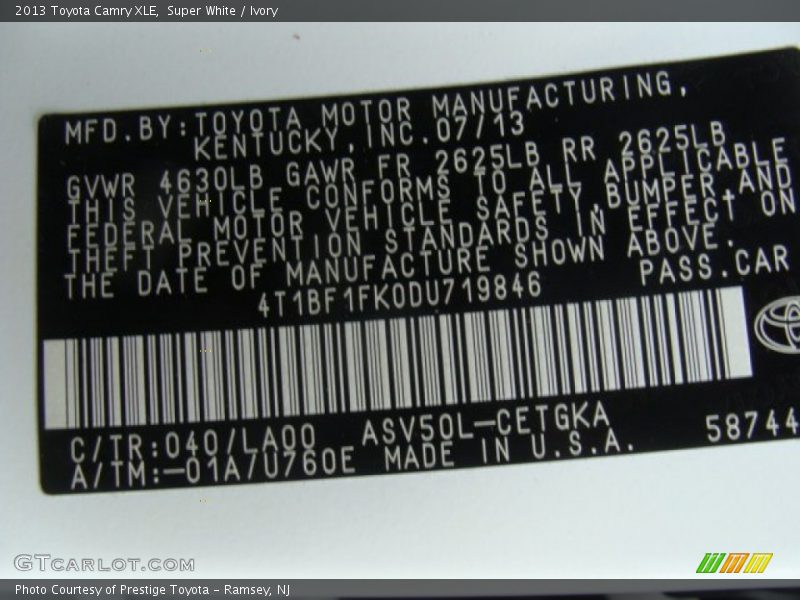 2013 Toyota Camry XLE,  Super White / Ivory
MFD.BY:TOYOTA MOTOR MANUFACTURING,
KENTUCKY,INC.07/13
GVWR 4630LB GAWR FR 2625LB RR 2625LB
THIS VEHICLE CONFORMS TO ALL APPLICABLE
FEDERAL MOTOR VEHICLE SAFETY,BUMPER,AND
THEFT PREVENTION STANDARDS IN EFFECT ON
THE DATE OF MANUFACTURE SHOWN ABOVE.
4T1BF1FK0DU719846 PASS.CAR
C/TR:040/LA00 ASV50L-CETGKA 58744
A/TM:-01A/U760E MADE IN U.S.A.
GTCARLOT.COM
Photo Courtesy of Prestige Toyota - Ramsey, NJ